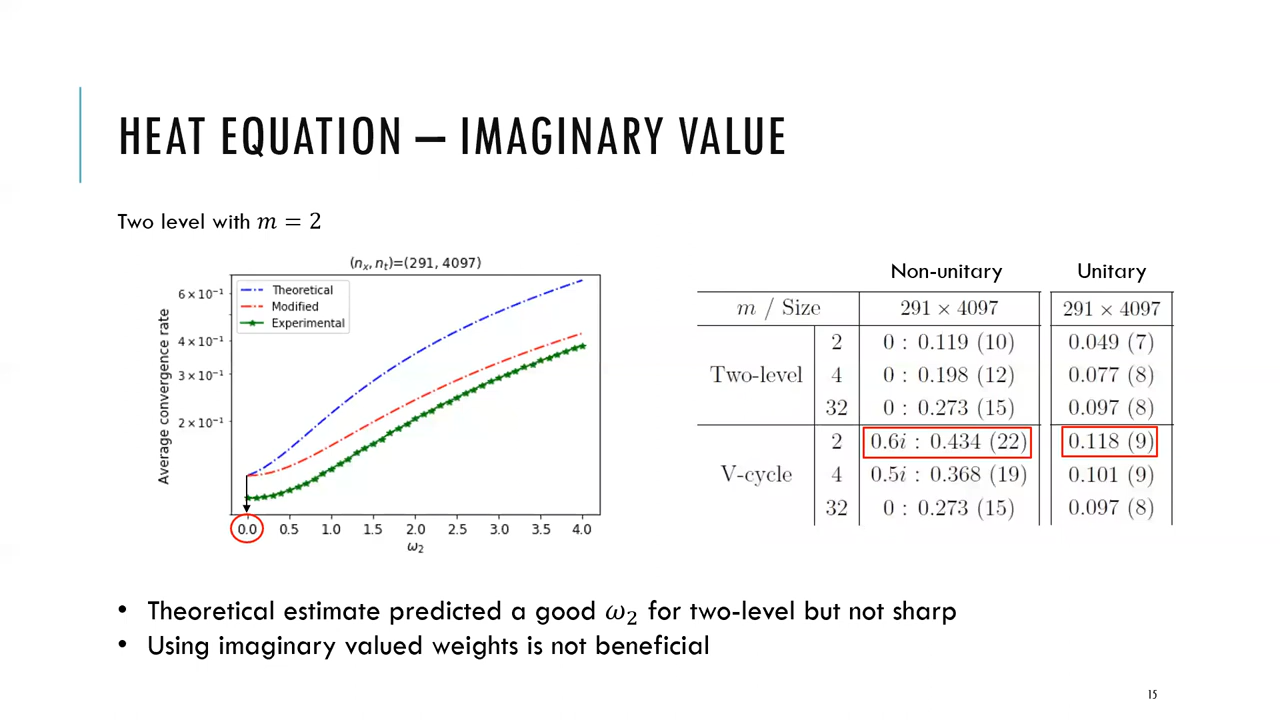 HEAT EQUATION – IMAGINARY VALUE
Two level with m = 2
(nx, nt)=(291, 4097)
Theoretical
Modified
Experimental
Average convergence rate
6 × 10⁻¹
4 × 10⁻¹
3 × 10⁻¹
2 × 10⁻¹
0.0 0.5 1.0 1.5 2.0 2.5 3.0 3.5 4.0
ω₂
Non-unitary Unitary
m / Size 291 × 4097 291 × 4097
2 0 : 0.119 (10) 0.049 (7)
Two-level 4 0 : 0.198 (12) 0.077 (8)
32 0 : 0.273 (15) 0.097 (8)
2 0.6i : 0.434 (22) 0.118 (9)
V-cycle 4 0.5i : 0.368 (19) 0.101 (9)
32 0 : 0.273 (15) 0.097 (8)
• Theoretical estimate predicted a good ω₂ for two-level but not sharp
• Using imaginary valued weights is not beneficial
15